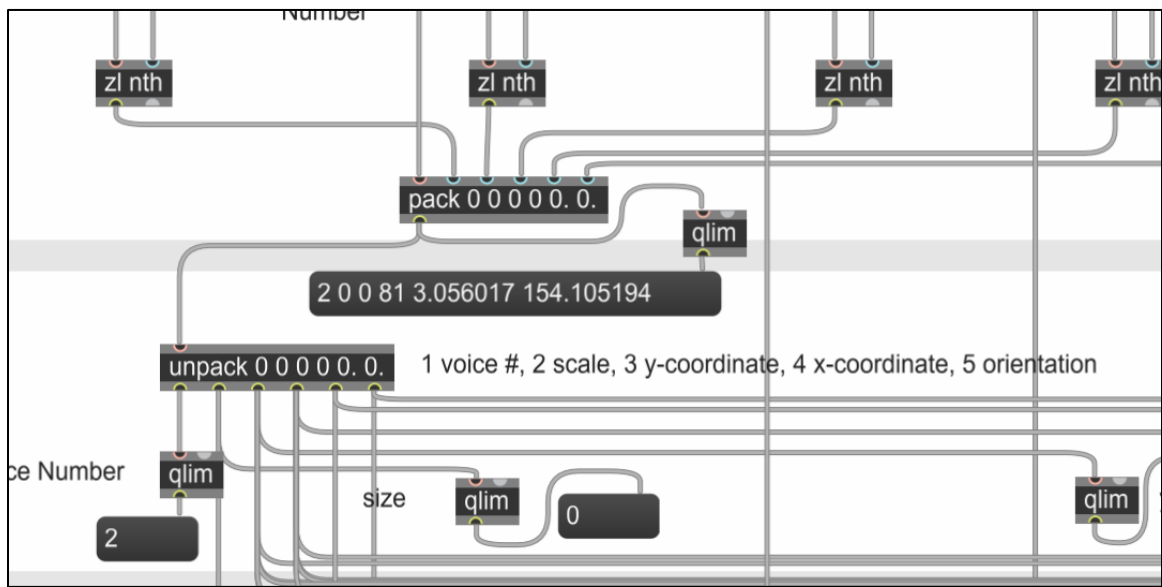 Number
zl nth
zl nth
zl nth
zl nth
pack 0 0 0 0 0. 0.
qlim
2 0 0 81 3.056017 154.105194
unpack 0 0 0 0 0. 0.
1 voice #, 2 scale, 3 y-coordinate, 4 x-coordinate, 5 orientation
ce Number
qlim
size
qlim
0
qlim
2